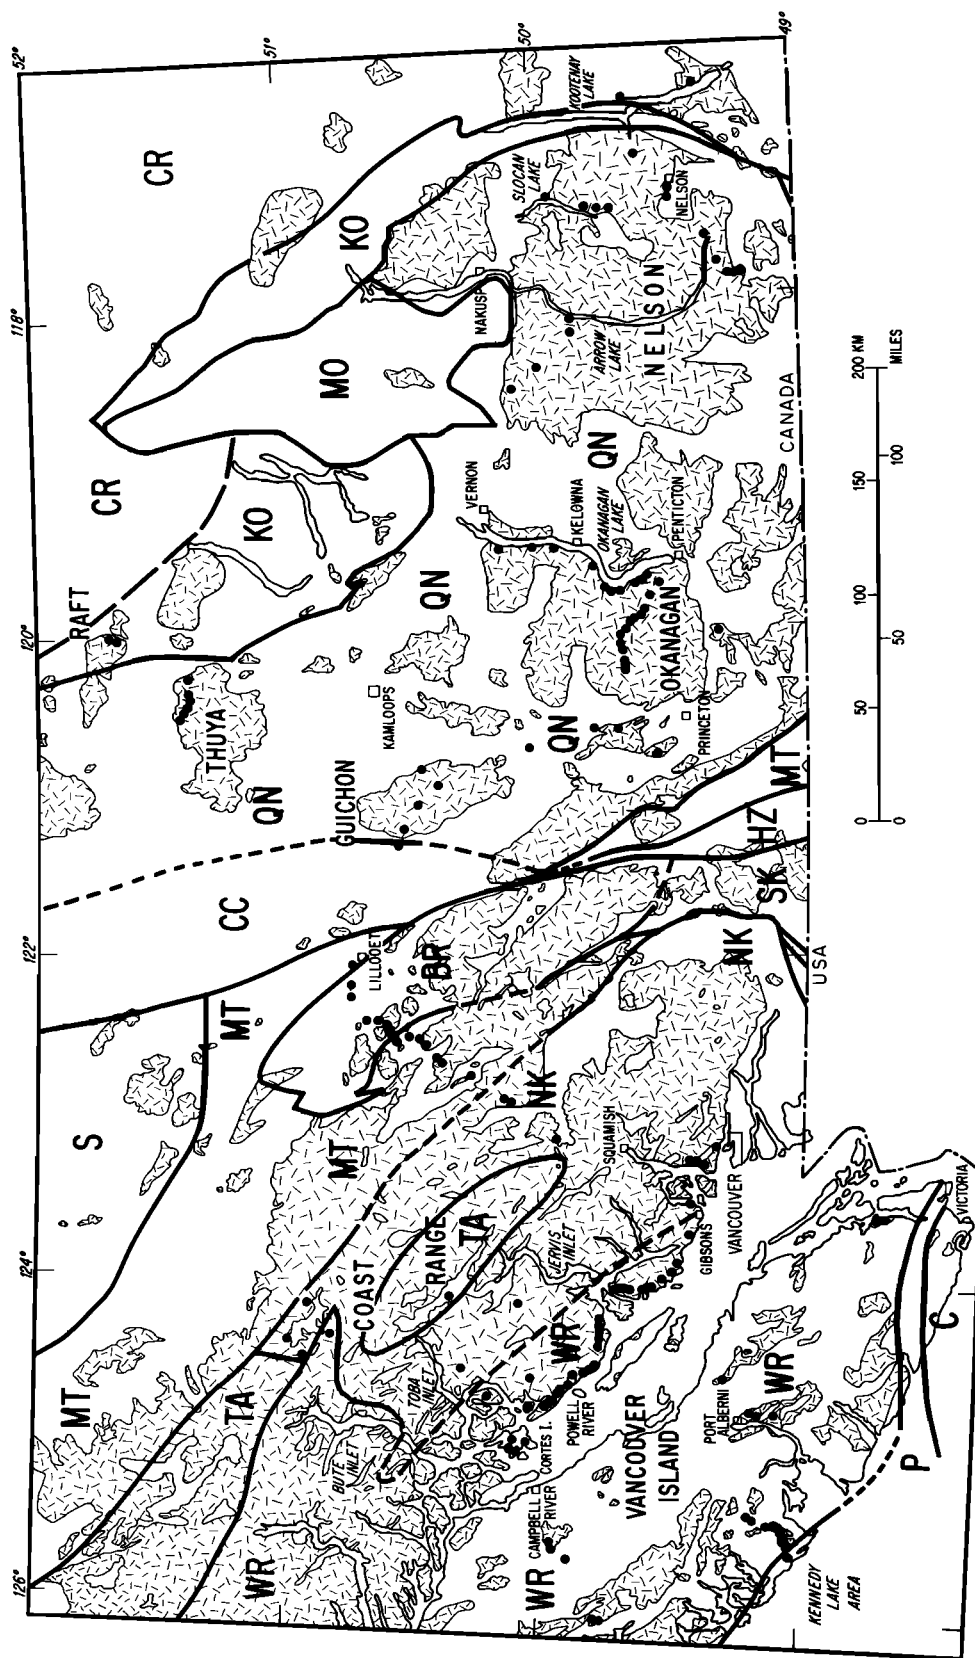 52°
51°
50°
49°
118°
120°
122°
124°
126°
CR
KO
MO
CR
KO
RAFT
THUYA
QN
QN
QN
QN
KAMLOOPS
GUICHON
CC
MT
S
MT
MT
TA
WR
BR
LILLOOET
NK
NK
SK
HZ
MT
VERNON
KELOWNA
OKANAGAN
LAKE
PENTICTON
OKANAGAN
PRINCETON
NAKUSP
SLOCAN
LAKE
KOOTENAY
LAKE
NELSON
ARROW
LAKE
NELSON
COAST
RANGE
TA
JERVIS
INLET
SQUAMISH
GIBSONS
VANCOUVER
TOBA
INLET
BUTE
INLET
WR
POWELL
RIVER
CORTES I.
CAMPBELL
RIVER
WR
VANCOUVER
ISLAND
PORT
ALBERNI
WR
KENNEDY
LAKE
AREA
P
C
VICTORIA
USA
CANADA
0 50 100 150 200 KM
0 50 100 MILES